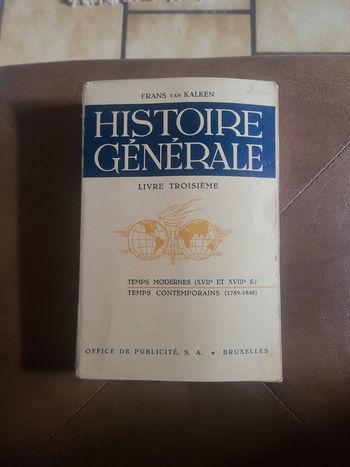 FRANS VAN KALKEN
HISTOIRE
GÉNÉRALE
LIVRE TROISIÈME
TEMPS MODERNES (XVIIe ET XVIIIe S.)
TEMPS CONTEMPORAINS (1789-1848)
OFFICE DE PUBLICITÉ, S. A. * BRUXELLES